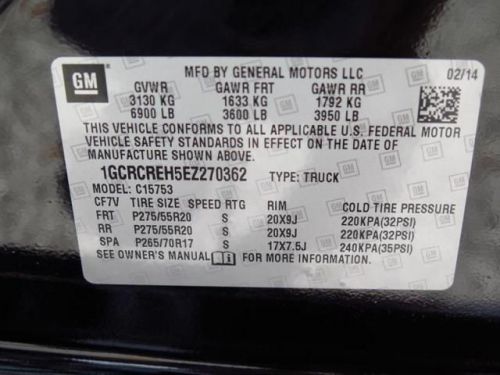 GM
MFD BY GENERAL MOTORS LLC 02/14
GVWR GAWR FRT GAWR RR
3130 KG 1633 KG 1792 KG
6900 LB 3600 LB 3950 LB
THIS VEHICLE CONFORMS TO ALL APPLICABLE U.S. FEDERAL MOTOR
VEHICLE SAFETY STANDARDS IN EFFECT ON THE DATE OF
MANUFACTURE SHOWN ABOVE.
1GCRCREH5EZ270362 TYPE: TRUCK
MODEL: C15753
CF7V TIRE SIZE SPEED RTG RIM COLD TIRE PRESSURE
FRT P275/55R20 S 20X9J 220KPA(32PSI)
RR P275/55R20 S 20X9J 220KPA(32PSI)
SPA P265/70R17 S 17X7.5J 240KPA(35PSI)
SEE OWNER'S MANUAL FOR MORE INFORMATION.